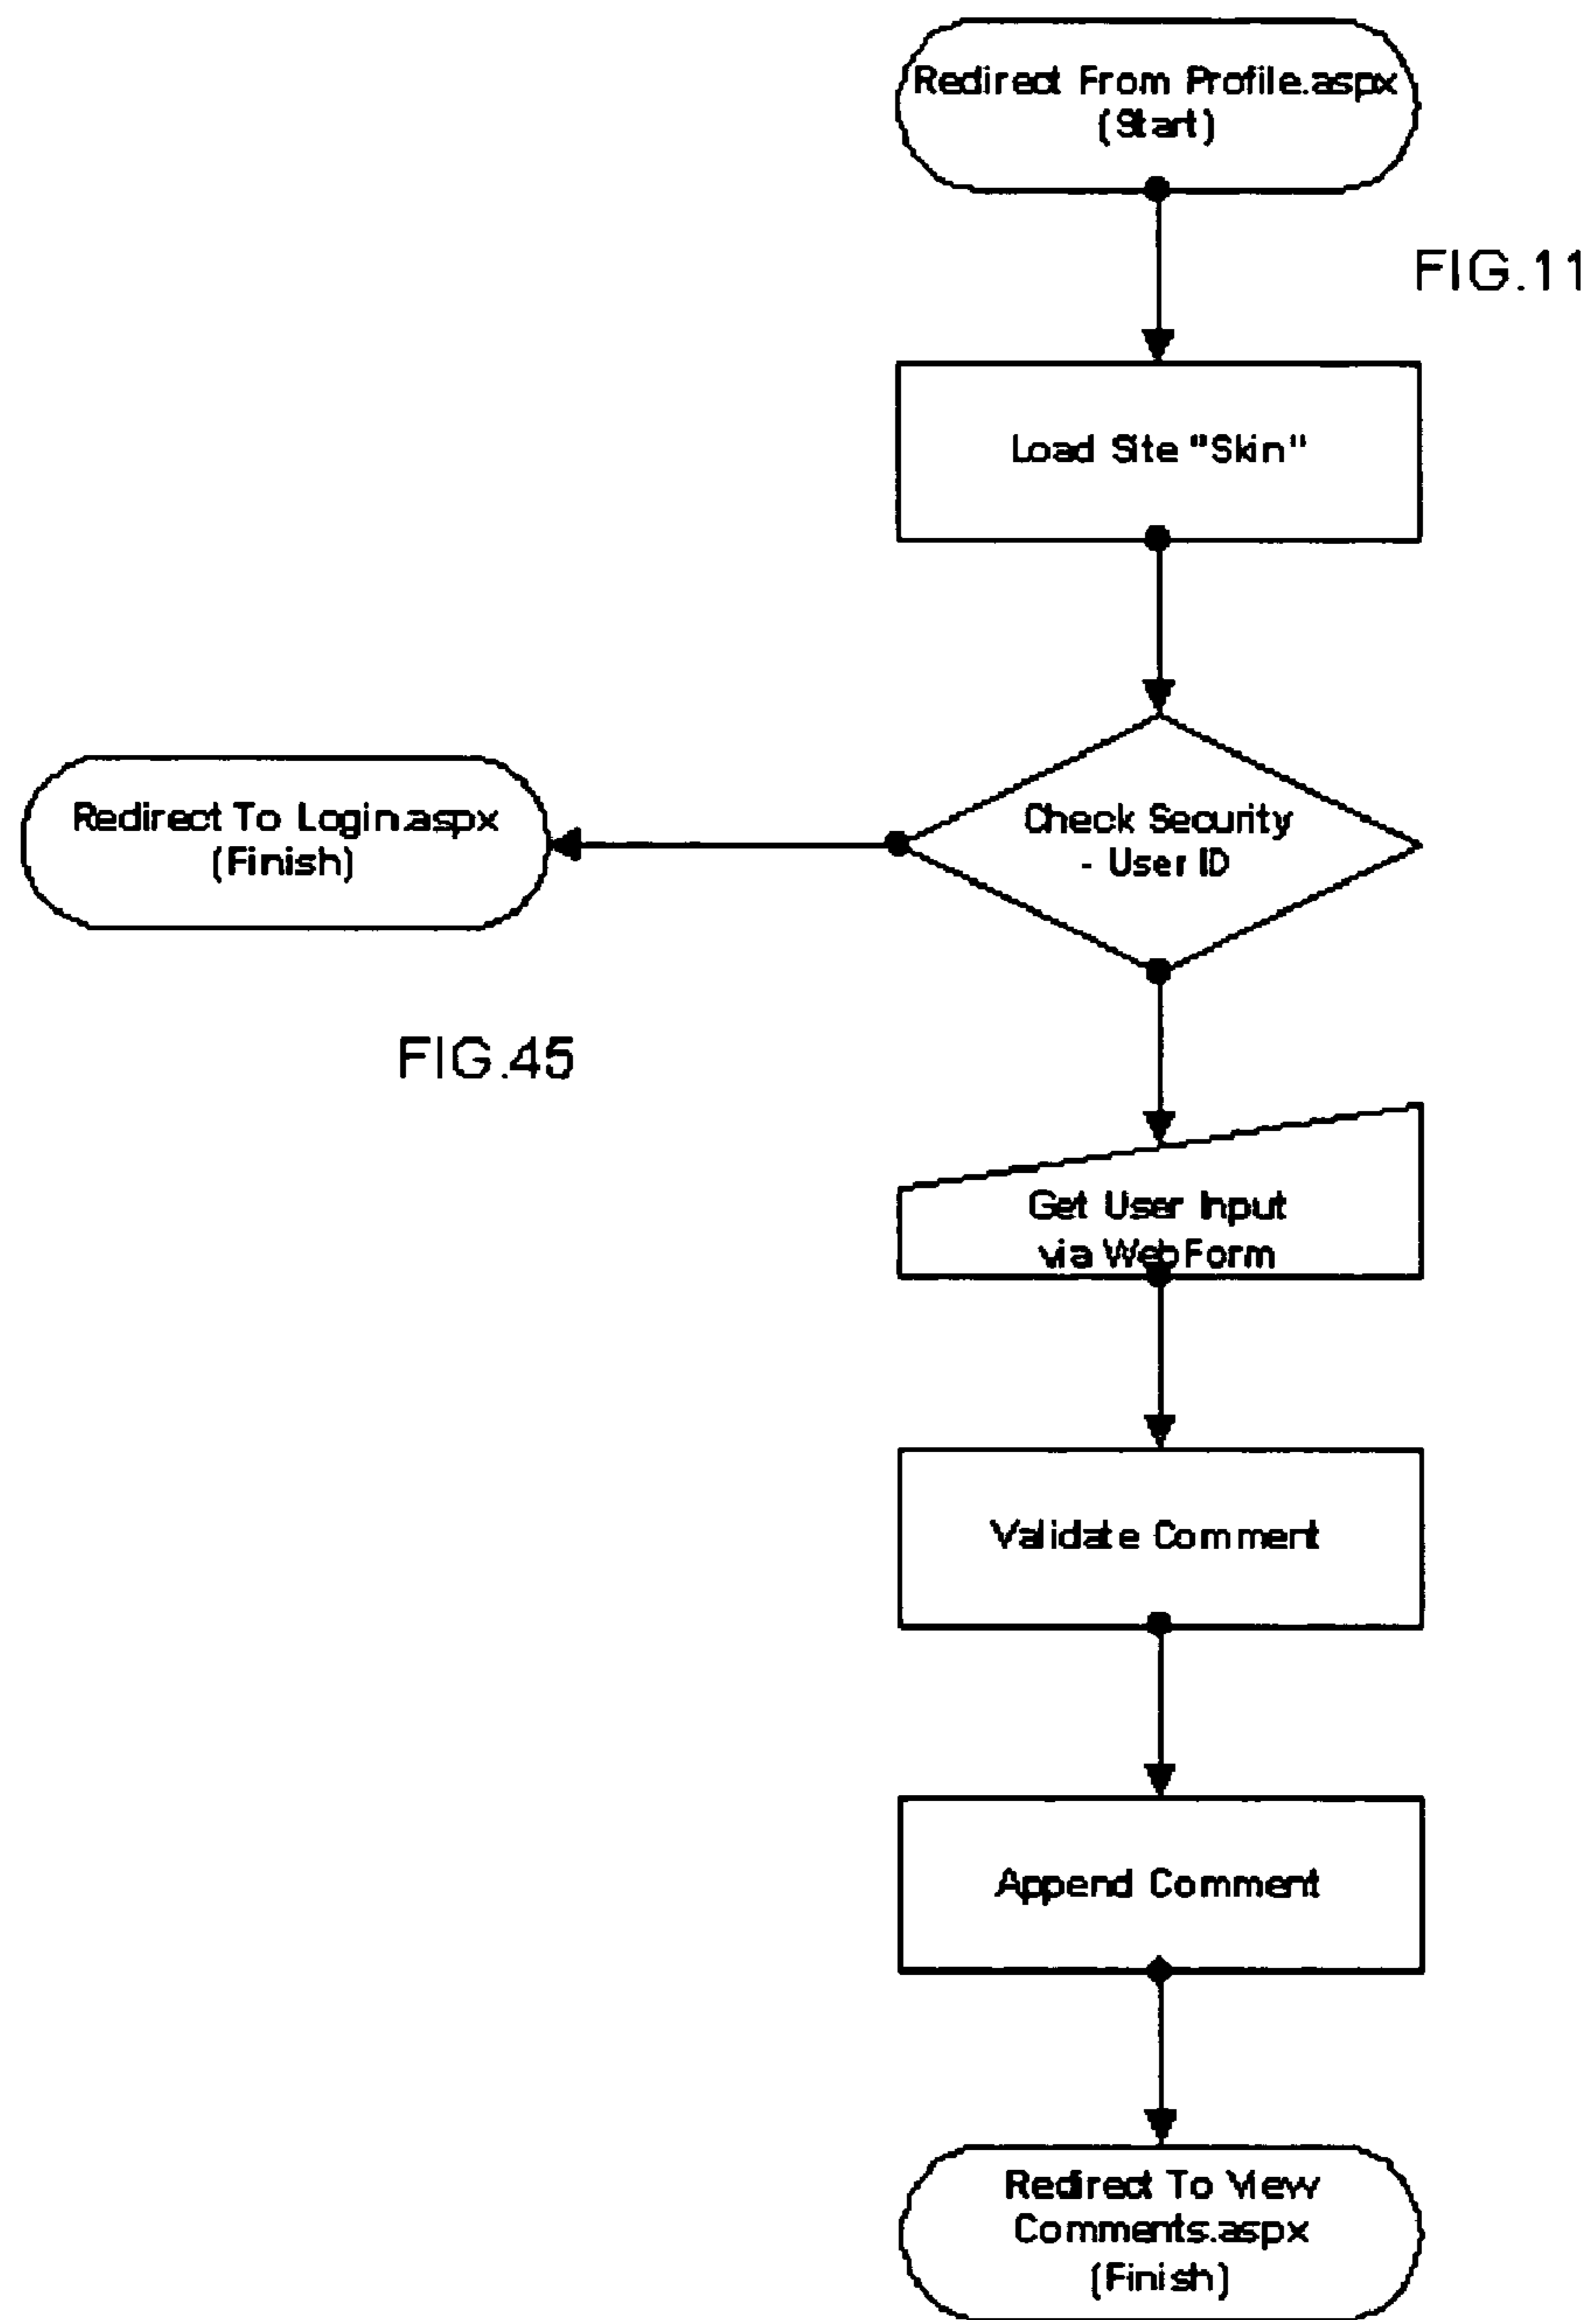 Redirect From Profile.aspx
(Start)
FIG.11
Load Site "Skin"
Check Security
- User ID
Redirect To Login.aspx
(Finish)
FIG.45
Get User Input
via WebForm
Validate Comment
Append Comment
Redirect To View
Comments.aspx
(Finish)